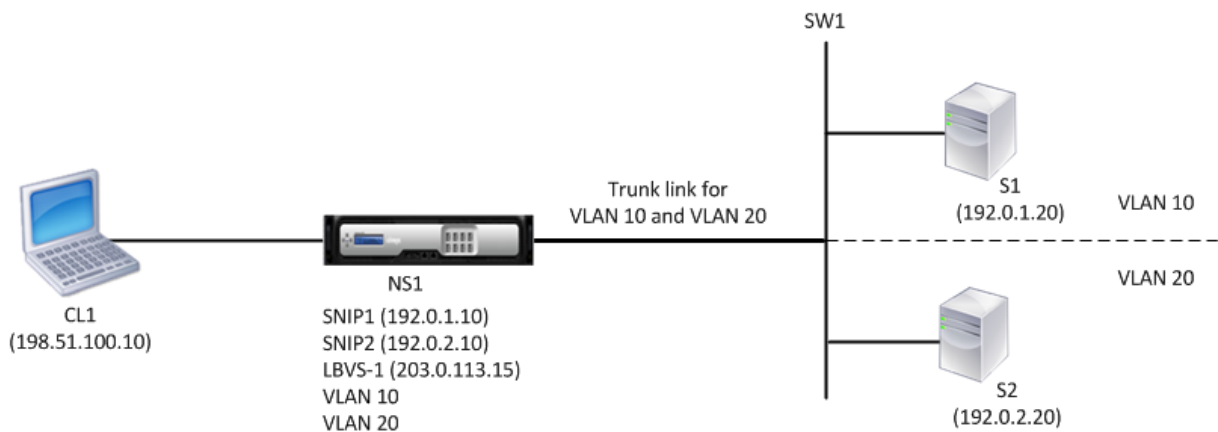 SW1
Trunk link for
VLAN 10 and VLAN 20
S1
(192.0.1.20)
VLAN 10
VLAN 20
CL1
(198.51.100.10)
NS1
SNIP1 (192.0.1.10)
SNIP2 (192.0.2.10)
LBVS-1 (203.0.113.15)
VLAN 10
VLAN 20
S2
(192.0.2.20)